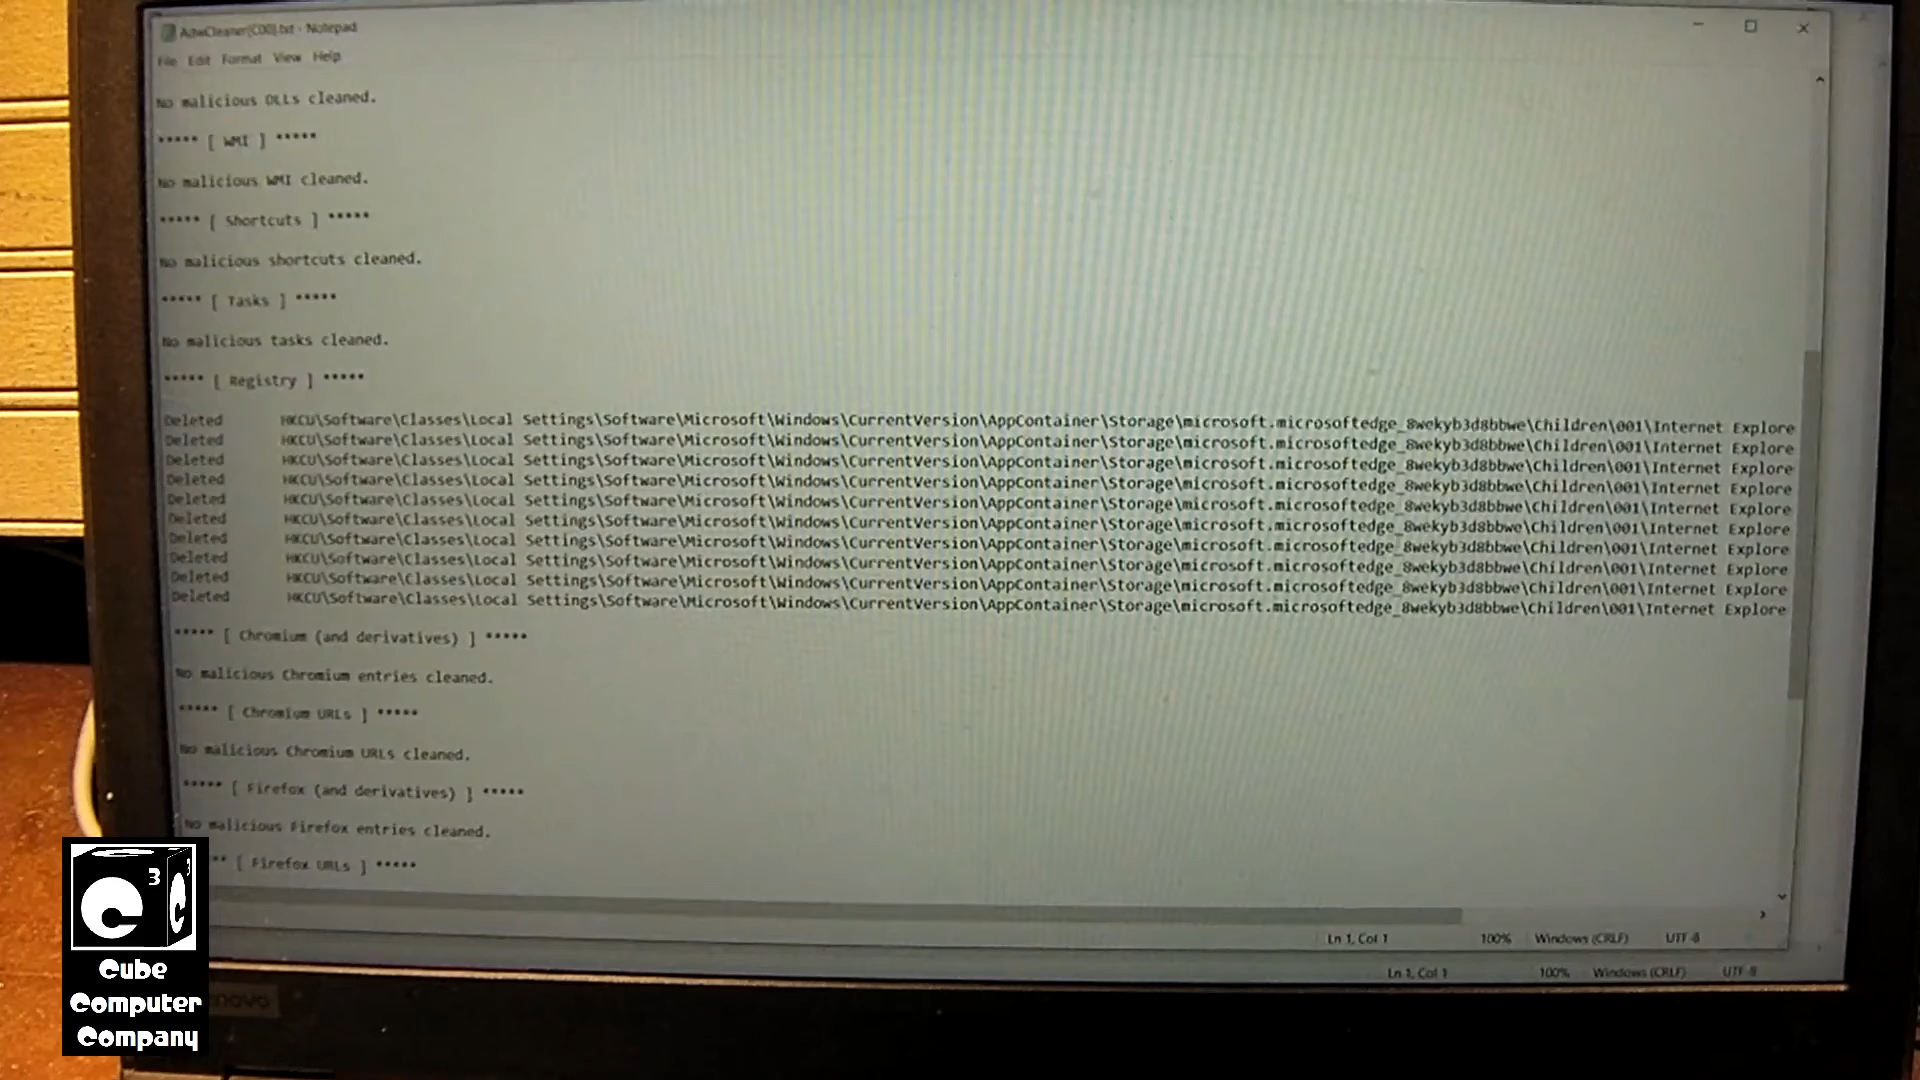 AdwCleaner[C00].txt - Notepad
File Edit Format View Help
No malicious DLLs cleaned.
***** [ WMI ] *****
No malicious WMI cleaned.
***** [ Shortcuts ] *****
No malicious shortcuts cleaned.
***** [ Tasks ] *****
No malicious tasks cleaned.
***** [ Registry ] *****
Deleted HKCU\Software\Classes\Local Settings\Software\Microsoft\Windows\CurrentVersion\AppContainer\Storage\microsoft.microsoftedge_8wekyb3d8bbwe\Children\001\Internet Explore
Deleted HKCU\Software\Classes\Local Settings\Software\Microsoft\Windows\CurrentVersion\AppContainer\Storage\microsoft.microsoftedge_8wekyb3d8bbwe\Children\001\Internet Explore
Deleted HKCU\Software\Classes\Local Settings\Software\Microsoft\Windows\CurrentVersion\AppContainer\Storage\microsoft.microsoftedge_8wekyb3d8bbwe\Children\001\Internet Explore
Deleted HKCU\Software\Classes\Local Settings\Software\Microsoft\Windows\CurrentVersion\AppContainer\Storage\microsoft.microsoftedge_8wekyb3d8bbwe\Children\001\Internet Explore
Deleted HKCU\Software\Classes\Local Settings\Software\Microsoft\Windows\CurrentVersion\AppContainer\Storage\microsoft.microsoftedge_8wekyb3d8bbwe\Children\001\Internet Explore
Deleted HKCU\Software\Classes\Local Settings\Software\Microsoft\Windows\CurrentVersion\AppContainer\Storage\microsoft.microsoftedge_8wekyb3d8bbwe\Children\001\Internet Explore
Deleted HKCU\Software\Classes\Local Settings\Software\Microsoft\Windows\CurrentVersion\AppContainer\Storage\microsoft.microsoftedge_8wekyb3d8bbwe\Children\001\Internet Explore
Deleted HKCU\Software\Classes\Local Settings\Software\Microsoft\Windows\CurrentVersion\AppContainer\Storage\microsoft.microsoftedge_8wekyb3d8bbwe\Children\001\Internet Explore
Deleted HKCU\Software\Classes\Local Settings\Software\Microsoft\Windows\CurrentVersion\AppContainer\Storage\microsoft.microsoftedge_8wekyb3d8bbwe\Children\001\Internet Explore
Deleted HKCU\Software\Classes\Local Settings\Software\Microsoft\Windows\CurrentVersion\AppContainer\Storage\microsoft.microsoftedge_8wekyb3d8bbwe\Children\001\Internet Explore
***** [ Chromium (and derivatives) ] *****
No malicious Chromium entries cleaned.
***** [ Chromium URLs ] *****
No malicious Chromium URLs cleaned.
***** [ Firefox (and derivatives) ] *****
No malicious Firefox entries cleaned.
** [ Firefox URLs ] *****
Ln 1, Col 1 100% Windows (CRLF) UTF-8
Ln 1, Col 1 100% Windows (CRLF) UTF-8
C 3 C 3
Cube
Computer
Company